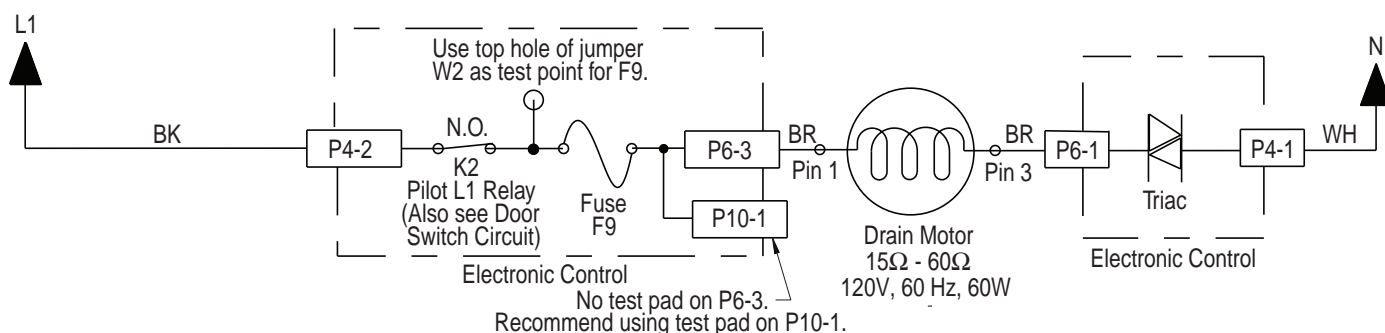 L1
N
Use top hole of jumper
W2 as test point for F9.
BK
P4-2
N.O.
K2
Pilot L1 Relay
(Also see Door
Switch Circuit)
Fuse
F9
P6-3
P10-1
BR
Pin 1
BR
Pin 3
P6-1
Triac
P4-1
WH
Drain Motor
15Ω - 60Ω
120V, 60 Hz, 60W
Electronic Control
Electronic Control
No test pad on P6-3.
Recommend using test pad on P10-1.